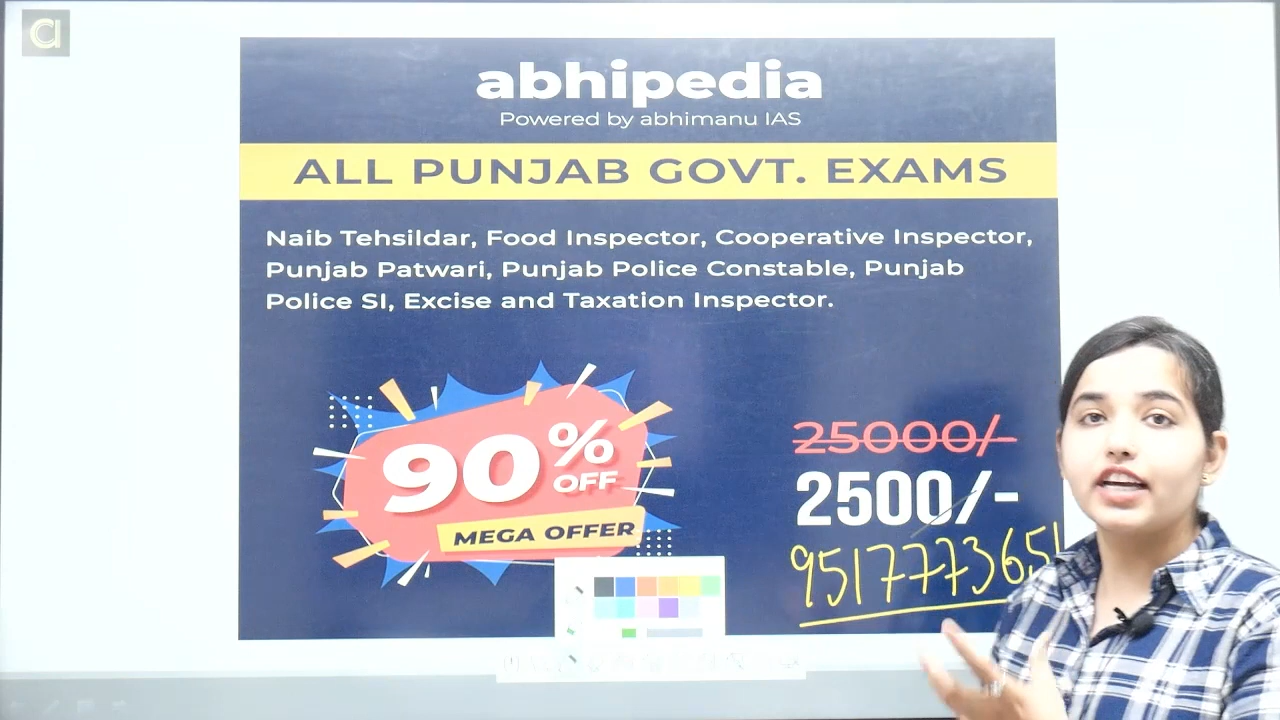 abhipedia
Powered by abhimanu IAS
ALL PUNJAB GOVT. EXAMS
Naib Tehsildar, Food Inspector, Cooperative Inspector,
Punjab Patwari, Punjab Police Constable, Punjab
Police SI, Excise and Taxation Inspector.
90% OFF
MEGA OFFER
25000/-
2500/-
9517773651